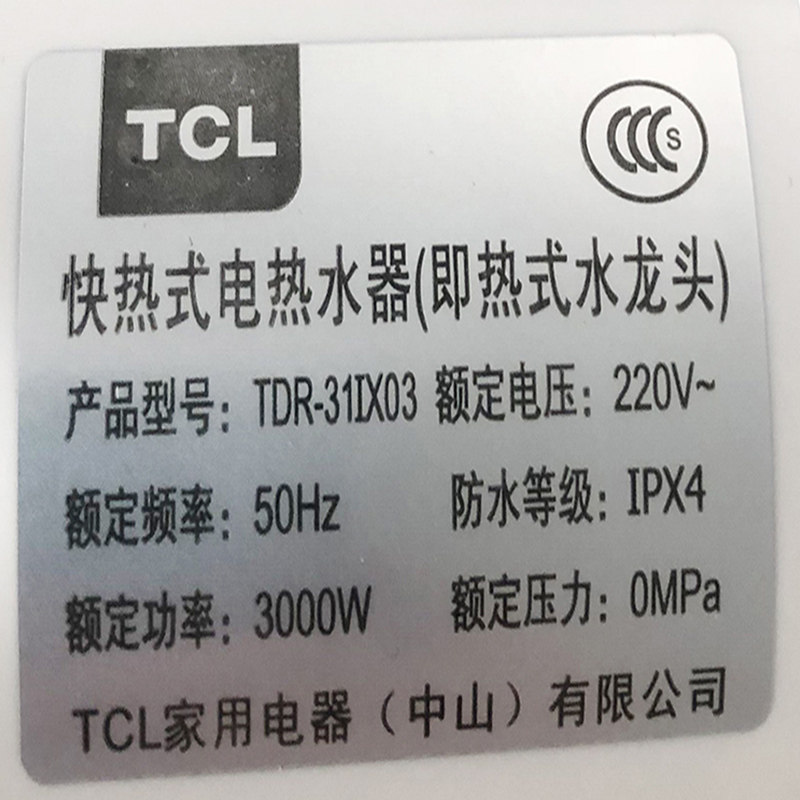 TCL
CCC S
快热式电热水器(即热式水龙头)
产品型号：TDR-31IX03 额定电压：220V~
额定频率：50Hz 防水等级：IPX4
额定功率：3000W 额定压力：0MPa
TCL家用电器（中山）有限公司